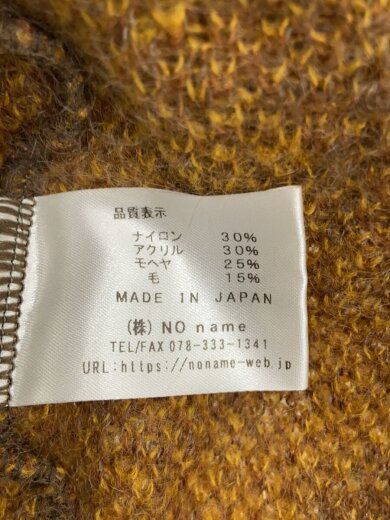 品質表示
ナイロン 30%
アクリル 30%
モヘヤ 25%
毛 15%
MADE IN JAPAN
(株) NO name
TEL/FAX 078-333-1341
URL:https://noname-web.jp